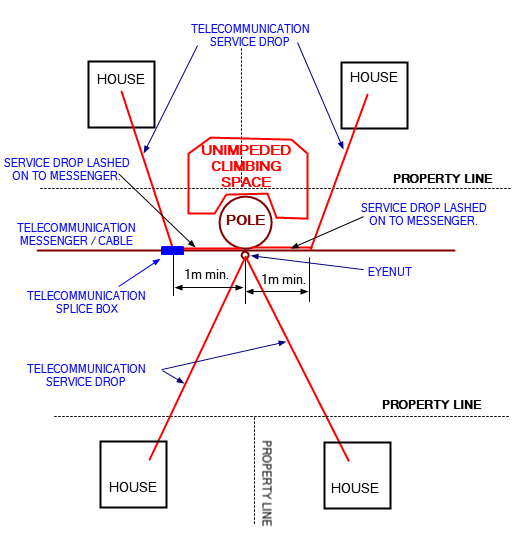 TELECOMMUNICATION
SERVICE DROP
HOUSE
HOUSE
UNIMPEDED
CLIMBING
SPACE
SERVICE DROP LASHED
ON TO MESSENGER.
PROPERTY LINE
SERVICE DROP LASHED
ON TO MESSENGER.
POLE
TELECOMMUNICATION
MESSENGER / CABLE
EYENUT
1m min.
1m min.
TELECOMMUNICATION
SPLICE BOX
TELECOMMUNICATION
SERVICE DROP
PROPERTY LINE
PROPERTY LINE
HOUSE
HOUSE